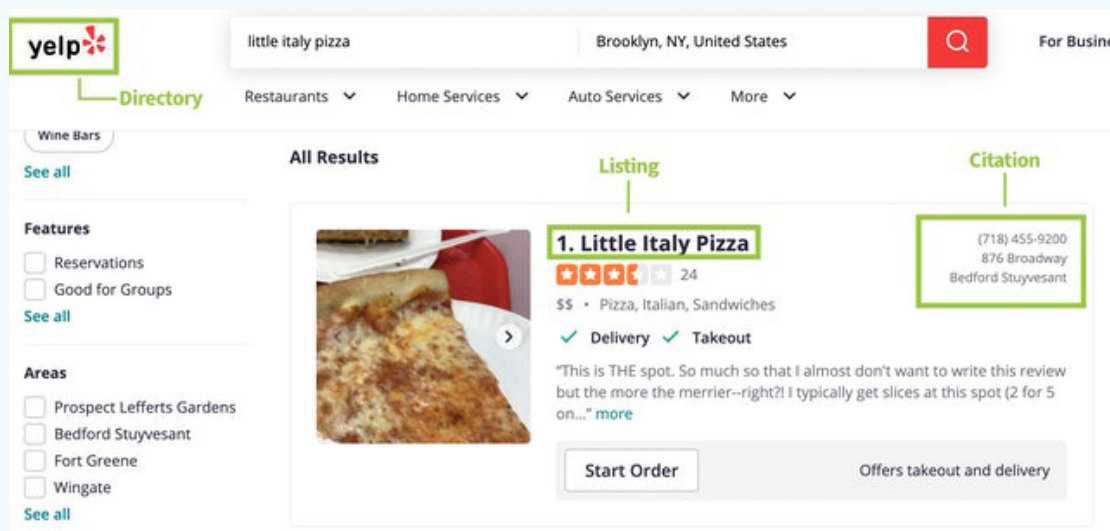 yelp
little italy pizza
Brooklyn, NY, United States
For Busin
Directory
Restaurants
Home Services
Auto Services
More
Wine Bars
See all
All Results
Listing
Citation
Features
Reservations
Good for Groups
See all
1. Little Italy Pizza
24
$$ • Pizza, Italian, Sandwiches
Delivery
Takeout
(718) 455-9200
876 Broadway
Bedford Stuyvesant
"This is THE spot. So much so that I almost don't want to write this review
but the more the merrier--right?! I typically get slices at this spot (2 for 5
on..." more
Areas
Prospect Lefferts Gardens
Bedford Stuyvesant
Fort Greene
Wingate
See all
Start Order
Offers takeout and delivery